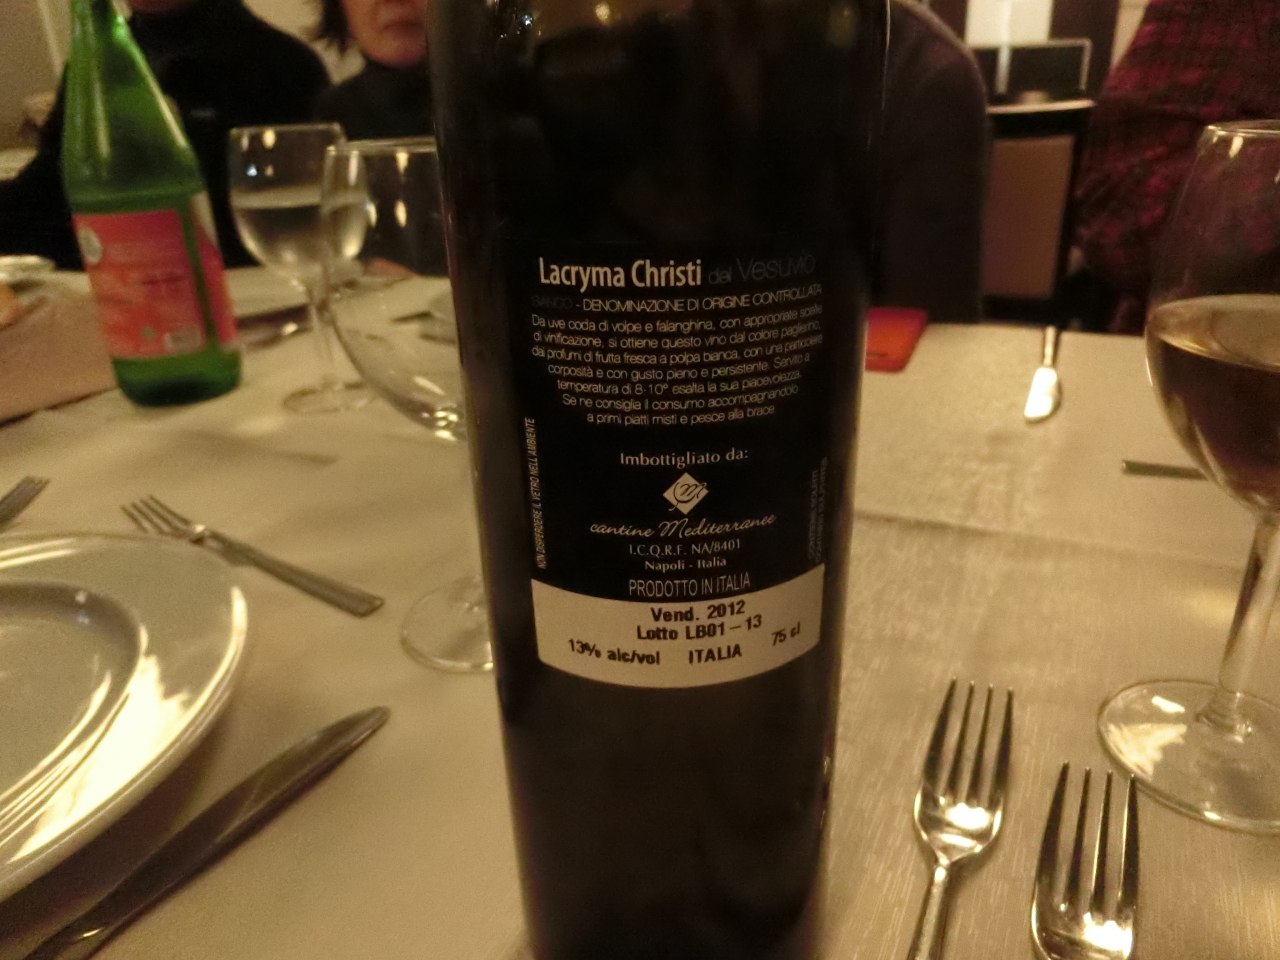 Lacryma Christi del Vesuvio
BIANCO - DENOMINAZIONE DI ORIGINE CONTROLLATA
Da uve coda di volpe e falanghina, con appropriate scelte
di vinificazione, si ottiene questo vino dal colore paglierino,
dai profumi di frutta fresca a polpa bianca, con una particolare
corposità e con gusto pieno e persistente. Servito a
temperatura di 8-10° esalta la sua piacevolezza.
Se ne consiglia il consumo accompagnandolo
a primi piatti misti e pesce alla brace
NON DISPERDERE IL VETRO NELL'AMBIENTE
Imbottigliato da:
cantine Mediterranee
I.C.Q.R.F. NA/8401
Napoli - Italia
PRODOTTO IN ITALIA
Vend. 2012
Lotto LB01-13
13% alc/vol ITALIA 75 cl